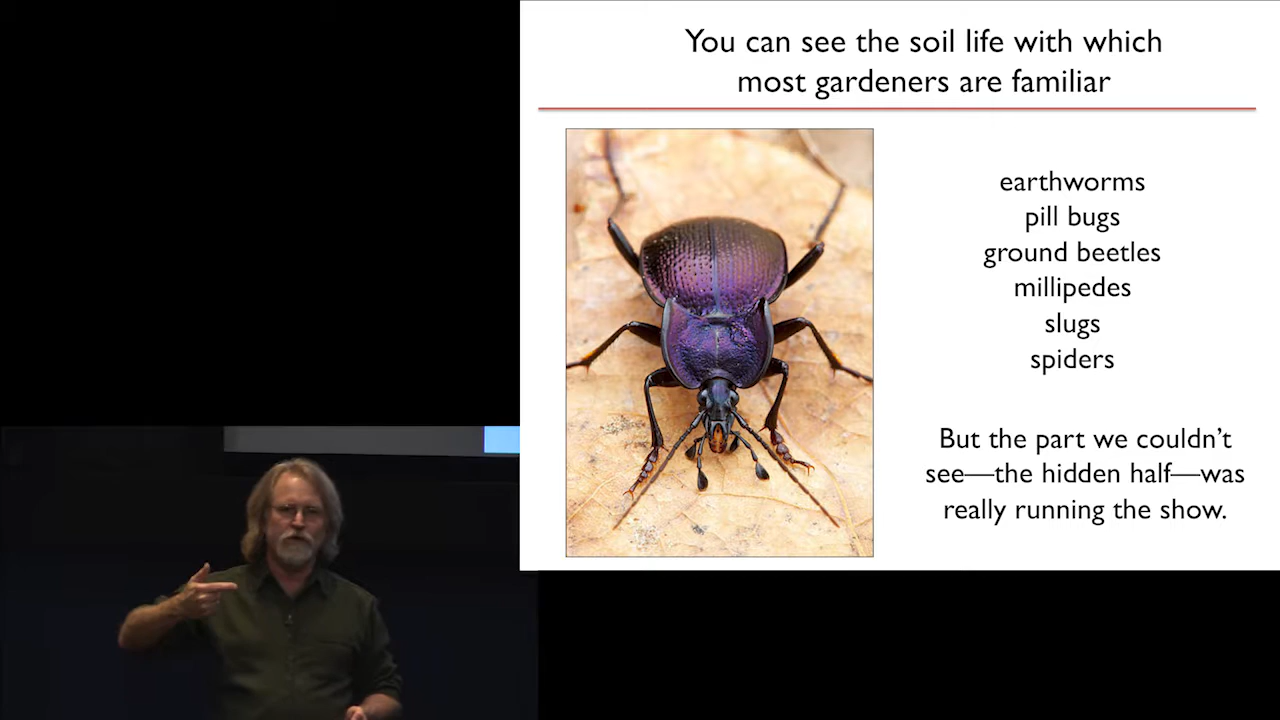 You can see the soil life with which
most gardeners are familiar
earthworms
pill bugs
ground beetles
millipedes
slugs
spiders
But the part we couldn't
see—the hidden half—was
really running the show.